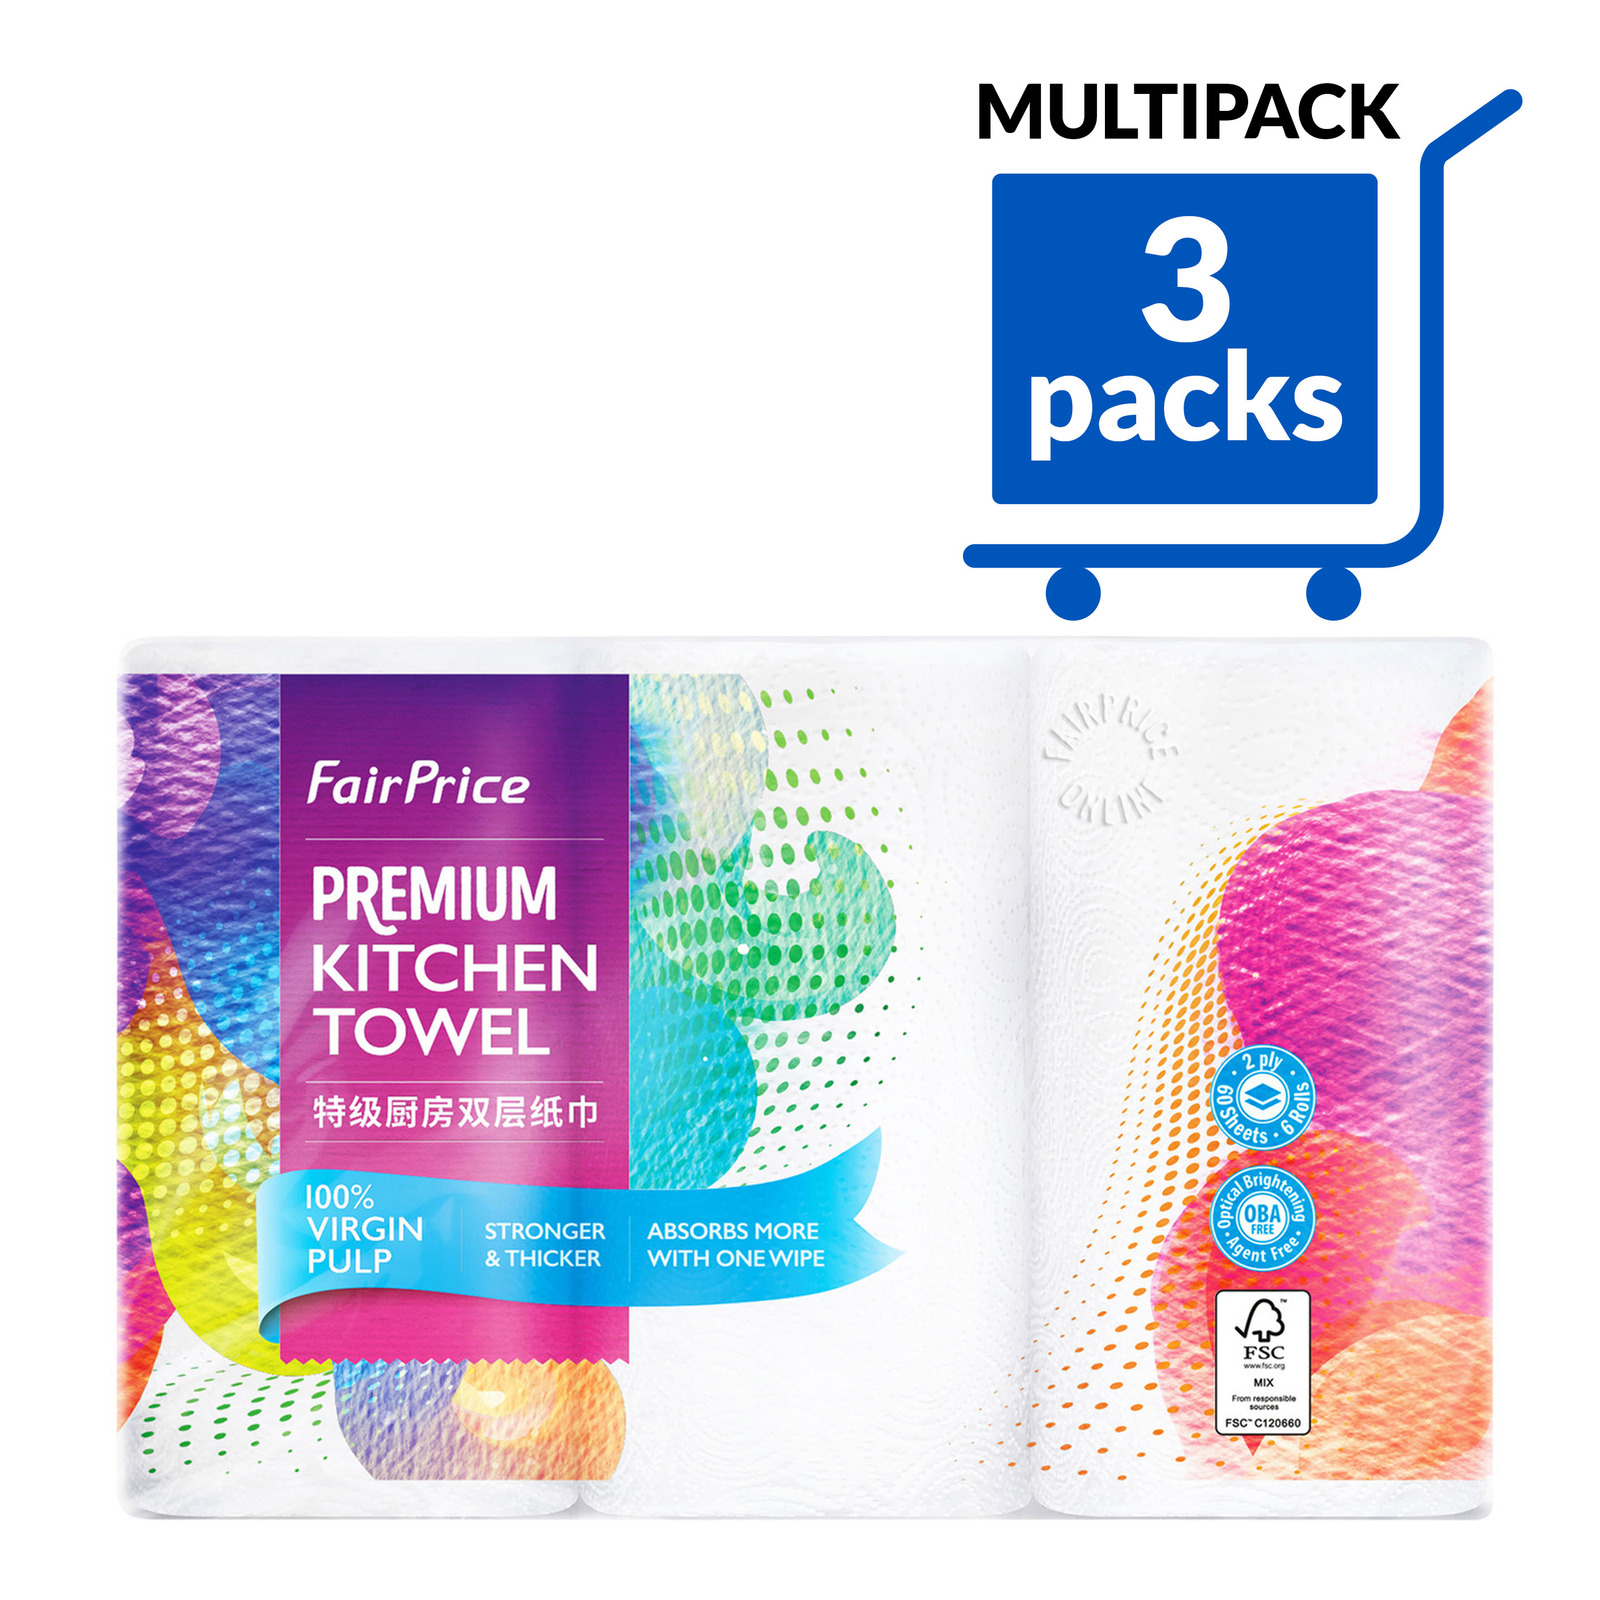 MULTIPACK
3
packs
FairPrice
PREMIUM
KITCHEN
TOWEL
特级厨房双层纸巾
100%
VIRGIN
PULP
STRONGER
& THICKER
ABSORBS MORE
WITH ONE WIPE
FAIRPRICE
ONLINE
2 ply
60 Sheets • 6 Rolls
Optical Brightening
OBA
FREE
Agent Free
FSC
™
www.fsc.org
MIX
From responsible
sources
FSC™ C120660